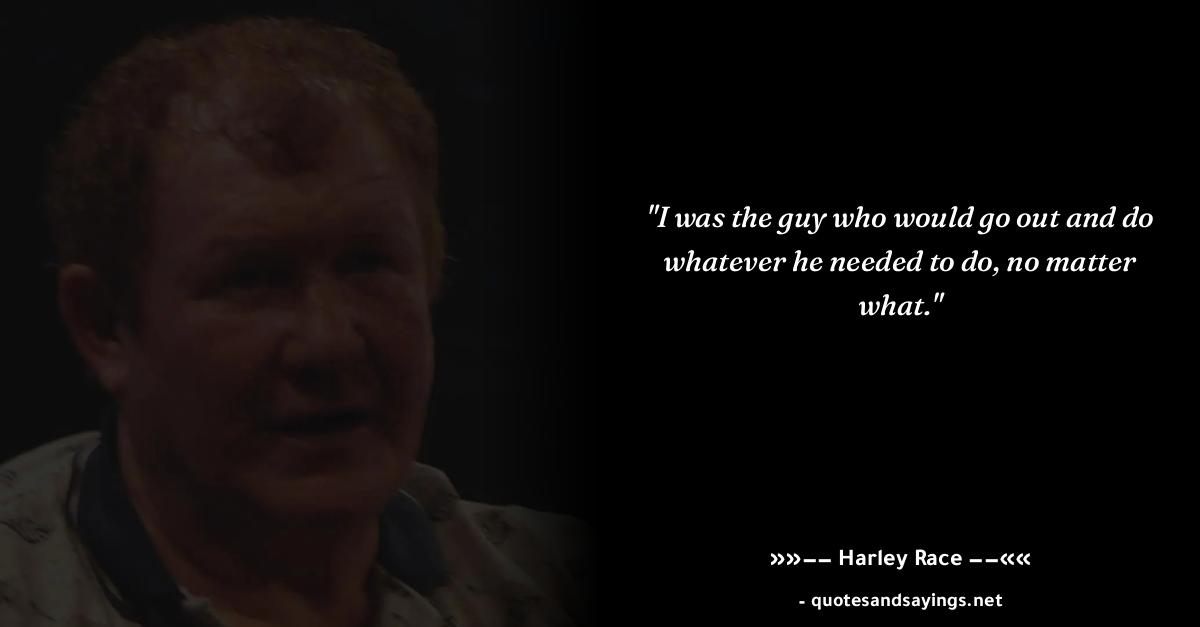 "I was the guy who would go out and do
whatever he needed to do, no matter
what."
»»−− Harley Race −−««
- quotesandsayings.net